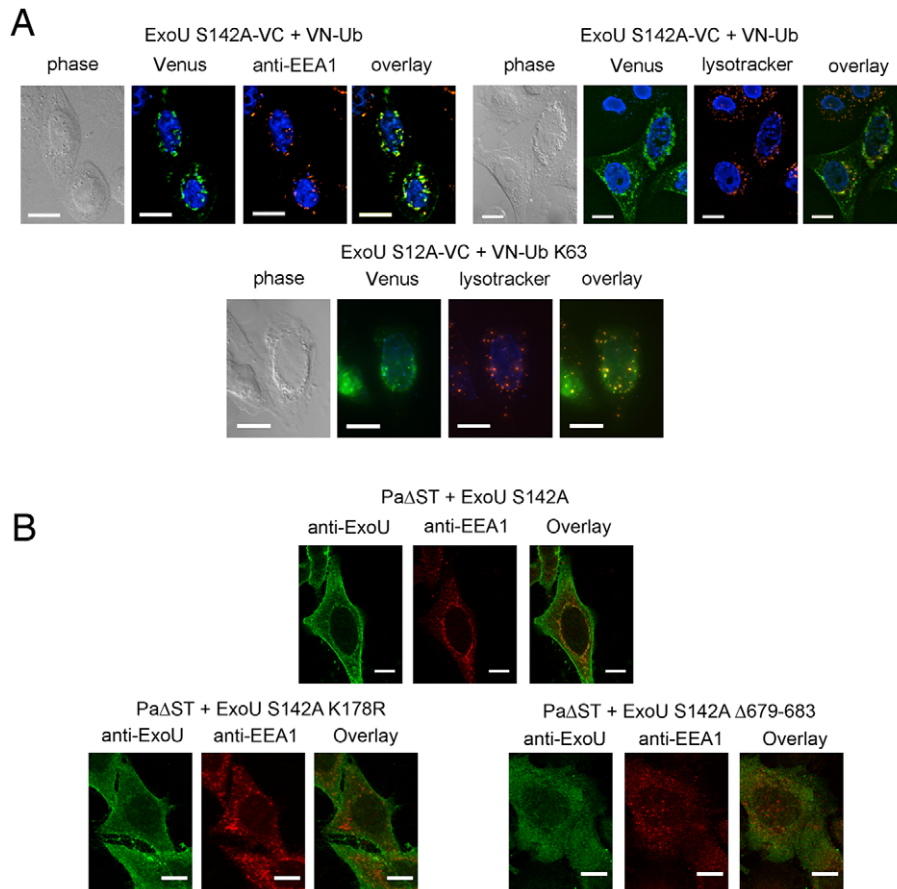 A
ExoU S142A-VC + VN-Ub
phase Venus anti-EEA1 overlay
ExoU S142A-VC + VN-Ub
phase Venus lysotracker overlay
ExoU S12A-VC + VN-Ub K63
phase Venus lysotracker overlay
B
PaΔST + ExoU S142A
anti-ExoU anti-EEA1 Overlay
PaΔST + ExoU S142A K178R
anti-ExoU anti-EEA1 Overlay
PaΔST + ExoU S142A Δ679-683
anti-ExoU anti-EEA1 Overlay